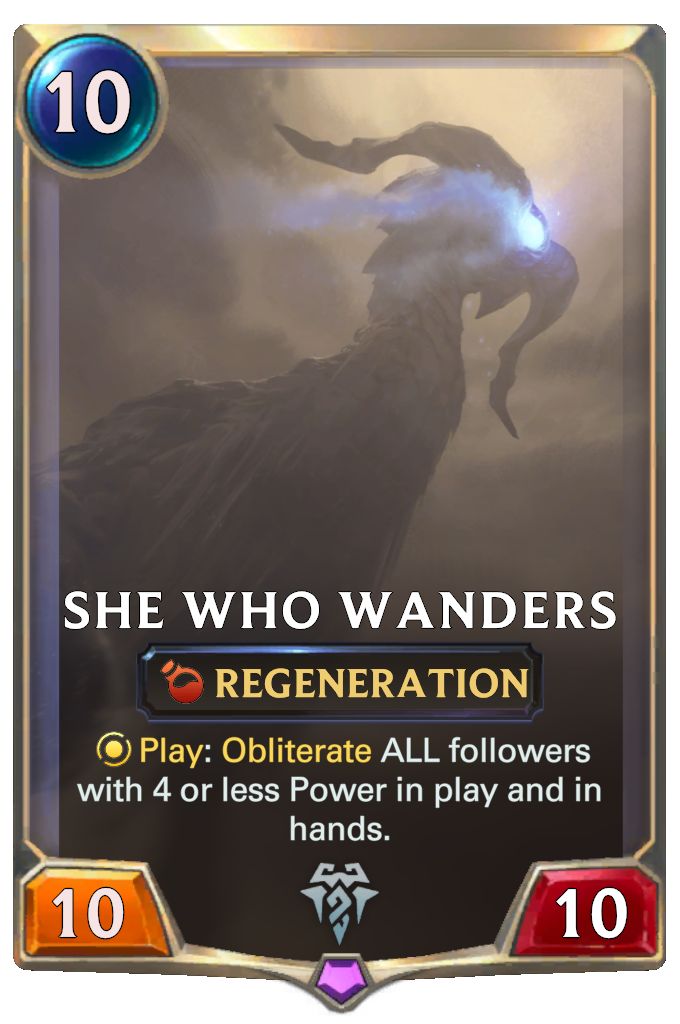 10
SHE WHO WANDERS
REGENERATION
Play: Obliterate ALL followers
with 4 or less Power in play and in
hands.
10 10